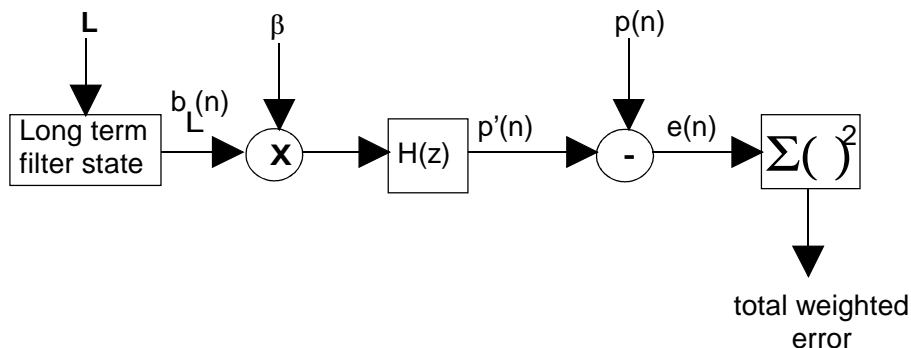 L
β
p(n)
b_L(n)
Long term
filter state
X
H(z)
p'(n)
-
e(n)
Σ( )²
total weighted
error